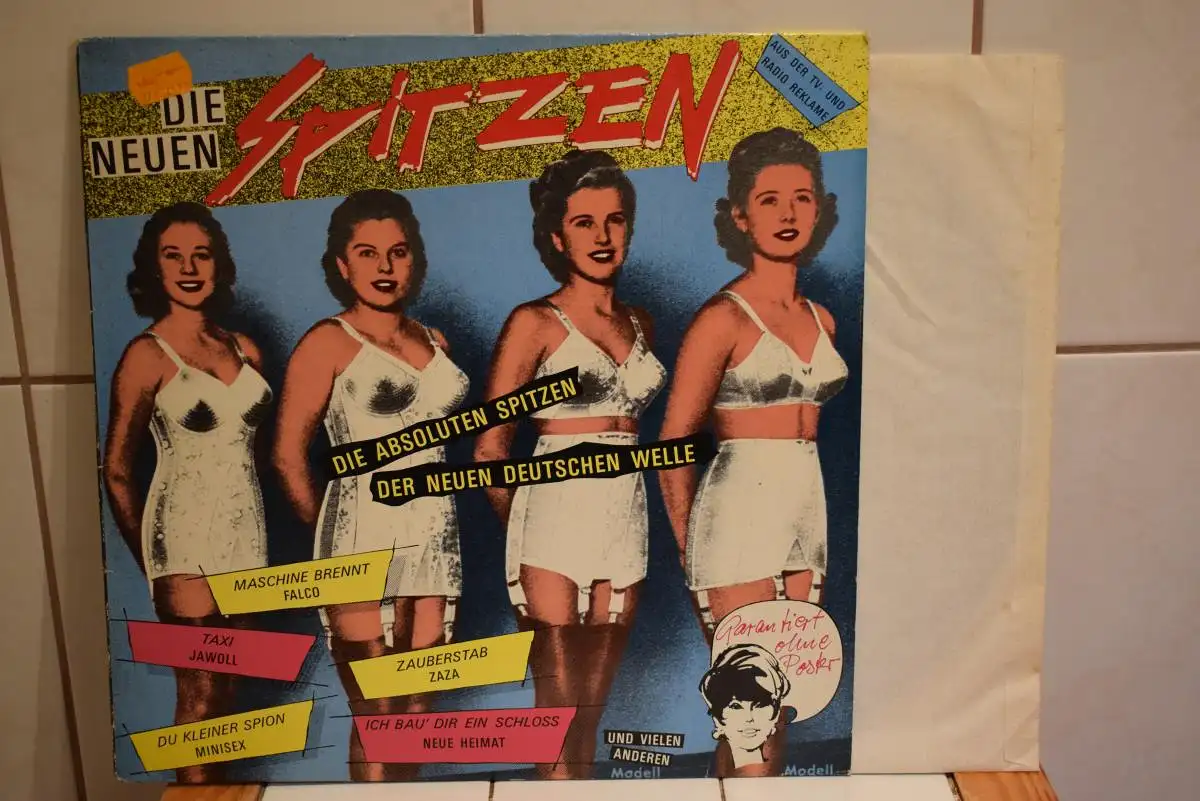 DIE
NEUEN
SPITZEN
AUS DER TV- UND
RADIO REKLAME
DIE ABSOLUTEN SPITZEN
DER NEUEN DEUTSCHEN WELLE
MASCHINE BRENNT
FALCO
TAXI
JAWOLL
ZAUBERSTAB
ZAZA
DU KLEINER SPION
MINISEX
ICH BAU' DIR EIN SCHLOSS
NEUE HEIMAT
UND VIELEN
ANDEREN
Garantiert
ohne
Poster
Modell
Modell